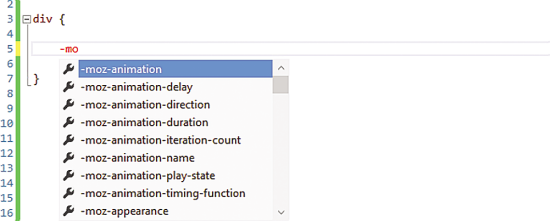 2
3 div {
4
5 -mo
6 -moz-animation
7 } -moz-animation-delay
8 -moz-animation-direction
9 -moz-animation-duration
10 -moz-animation-iteration-count
11 -moz-animation-name
12 -moz-animation-play-state
13 -moz-animation-timing-function
14 -moz-appearance
15
16